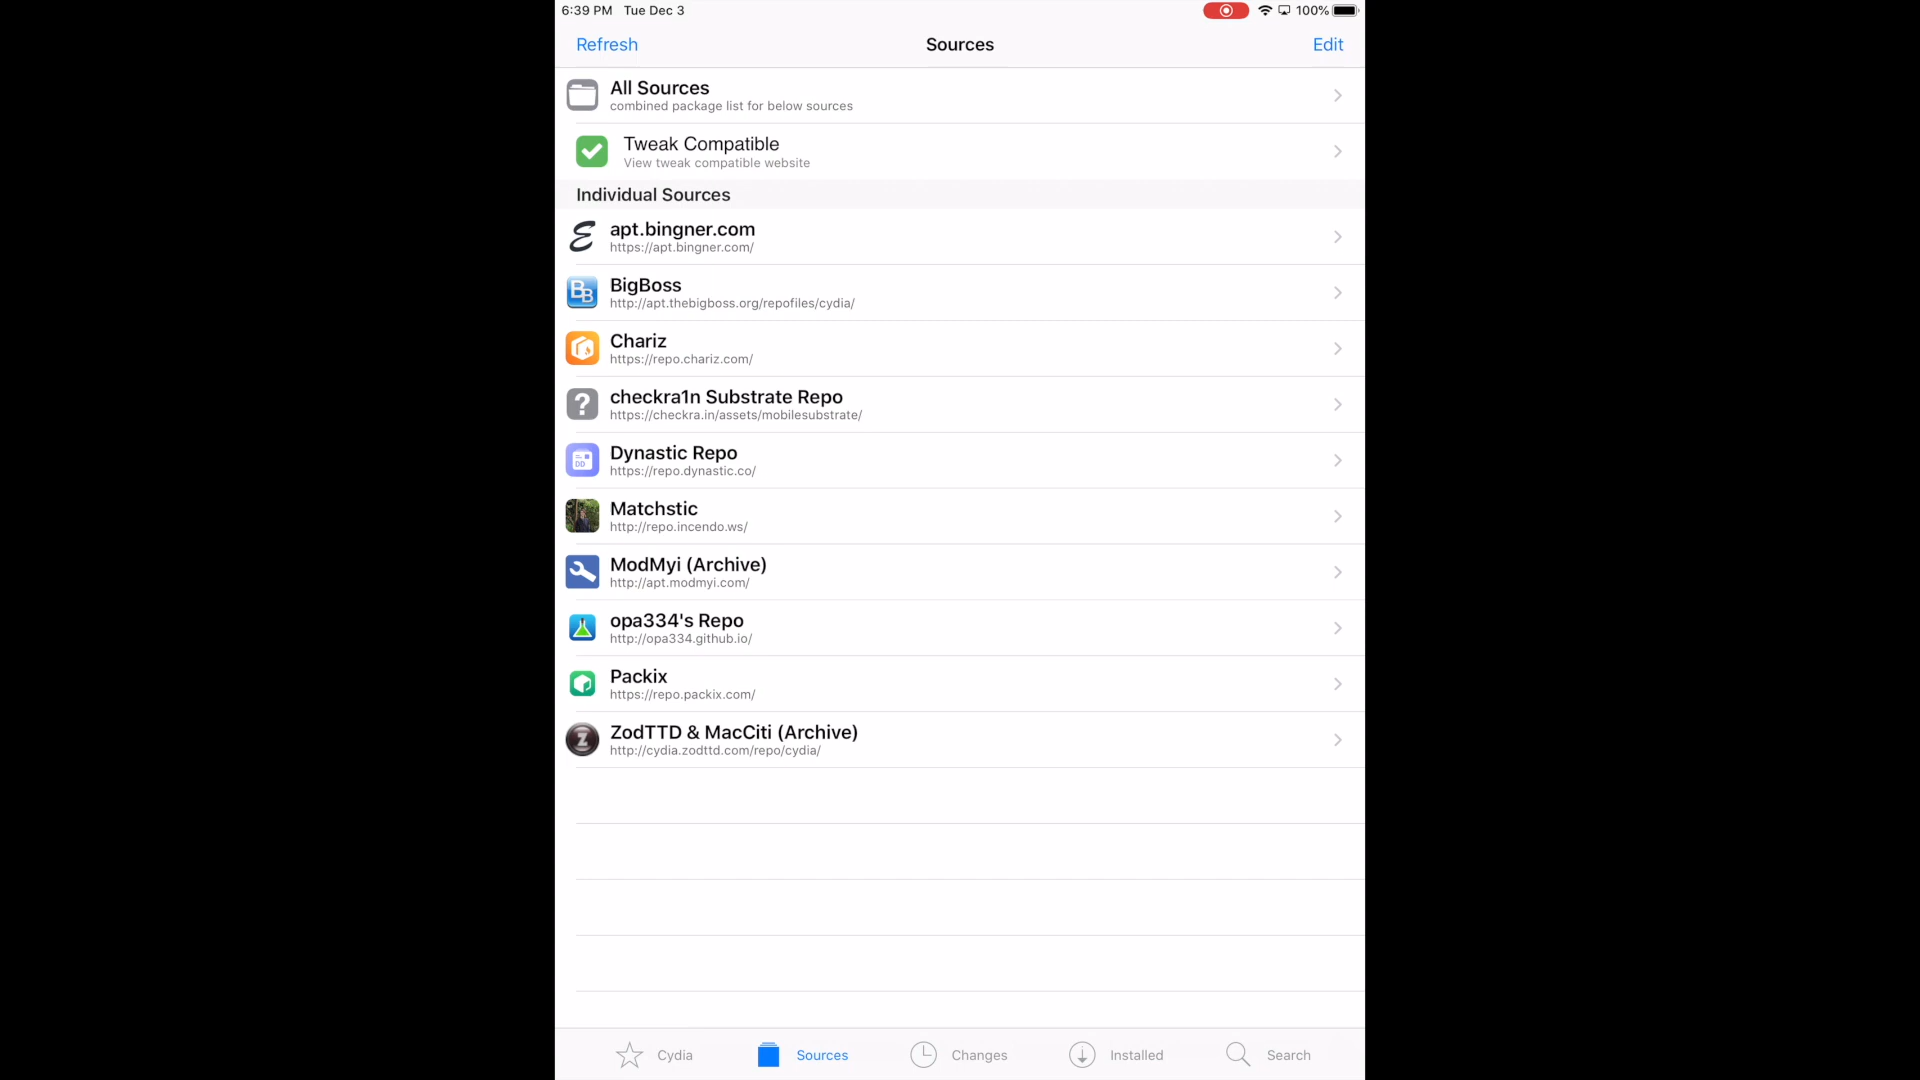 6:39 PM Tue Dec 3
100%
Refresh
Sources
Edit
All Sources
combined package list for below sources
Tweak Compatible
View tweak compatible website
Individual Sources
apt.bingner.com
https://apt.bingner.com/
BigBoss
http://apt.thebigboss.org/repofiles/cydia/
Chariz
https://repo.chariz.com/
checkra1n Substrate Repo
https://checkra.in/assets/mobilesubstrate/
Dynastic Repo
https://repo.dynastic.co/
Matchstic
http://repo.incendo.ws/
ModMyi (Archive)
http://apt.modmyi.com/
opa334's Repo
http://opa334.github.io/
Packix
https://repo.packix.com/
ZodTTD & MacCiti (Archive)
http://cydia.zodttd.com/repo/cydia/
Cydia
Sources
Changes
Installed
Search